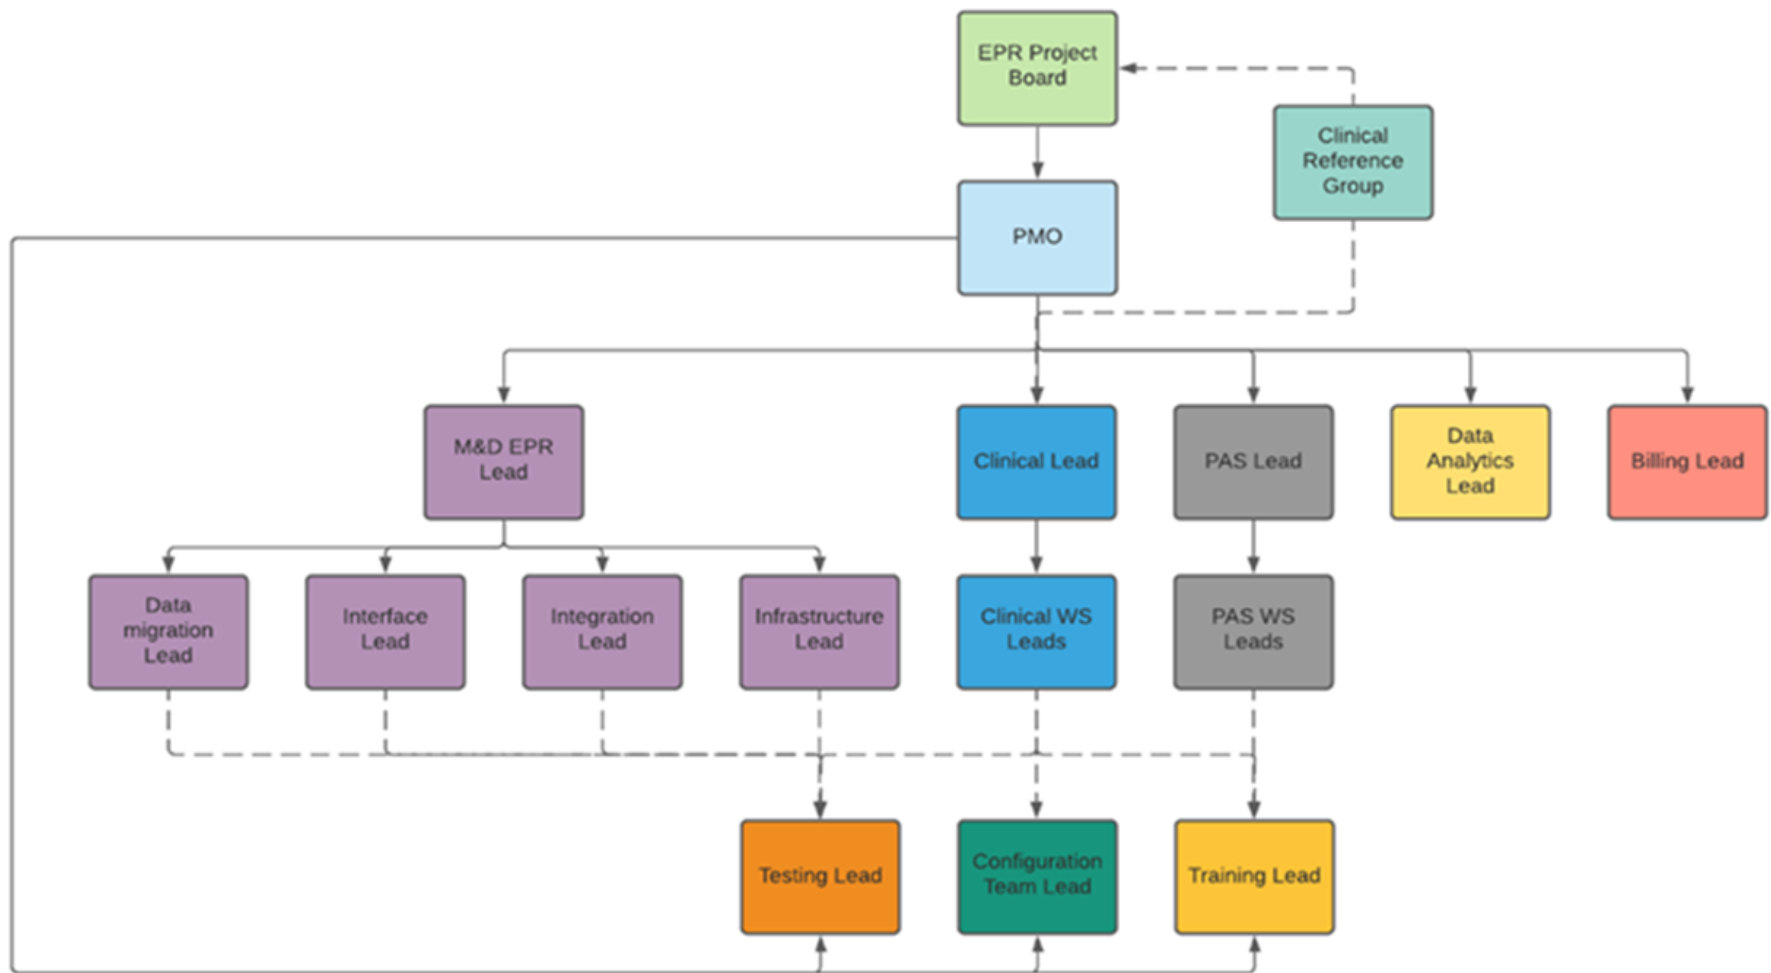 EPR Project
Board
Clinical
Reference
Group
PMO
M&D EPR
Lead
Clinical Lead
PAS Lead
Data
Analytics
Lead
Billing Lead
Data
migration
Lead
Interface
Lead
Integration
Lead
Infrastructure
Lead
Clinical WS
Leads
PAS WS
Leads
Testing Lead
Configuration
Team Lead
Training Lead